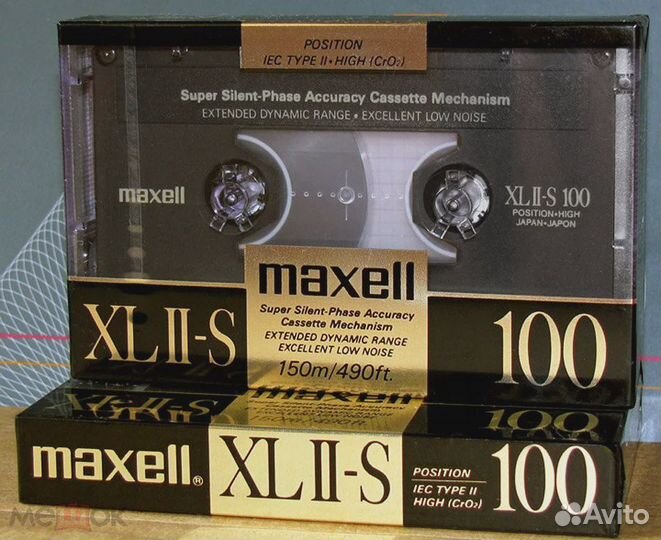 POSITION
IEC TYPE II • HIGH (CrO₂)
Super Silent-Phase Accuracy Cassette Mechanism
EXTENDED DYNAMIC RANGE • EXCELLENT LOW NOISE
maxell
XL II-S 100
POSITION•HIGH
JAPAN•JAPON
maxell
Super Silent-Phase Accuracy
Cassette Mechanism
EXTENDED DYNAMIC RANGE
EXCELLENT LOW NOISE
150m/490ft.
XL II-S
100
maxell®
XL II-S
POSITION
IEC TYPE II
HIGH (CrO₂)
100
мешок
Avito